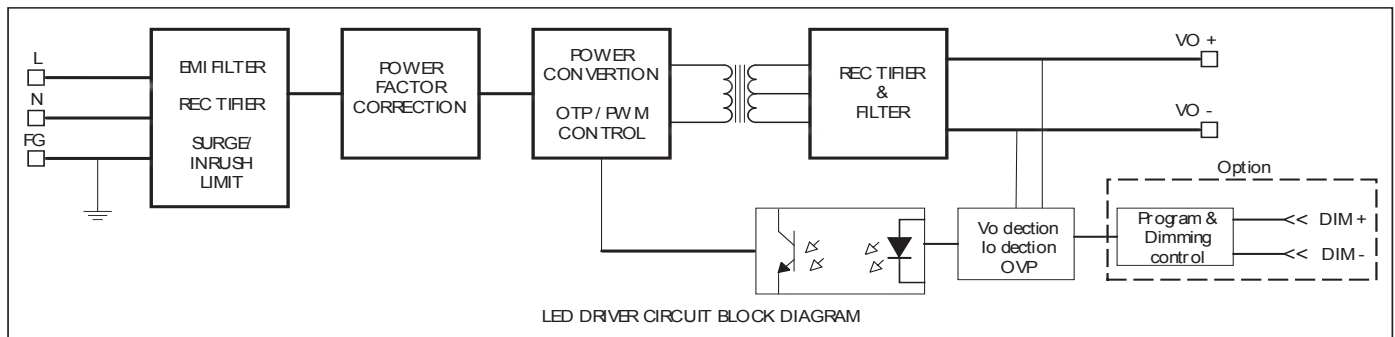 L
N
FG
EMI FILTER
RECTIFIER
SURGE/
INRUSH
LIMIT
POWER
FACTOR
CORRECTION
POWER
CONVERTION
OTP / PWM
CONTROL
RECTIFIER
&
FILTER
VO +
VO -
Option
Vo dection
Io dection
OVP
Program &
Dimming
control
<< DIM +
<< DIM -
LED DRIVER CIRCUIT BLOCK DIAGRAM